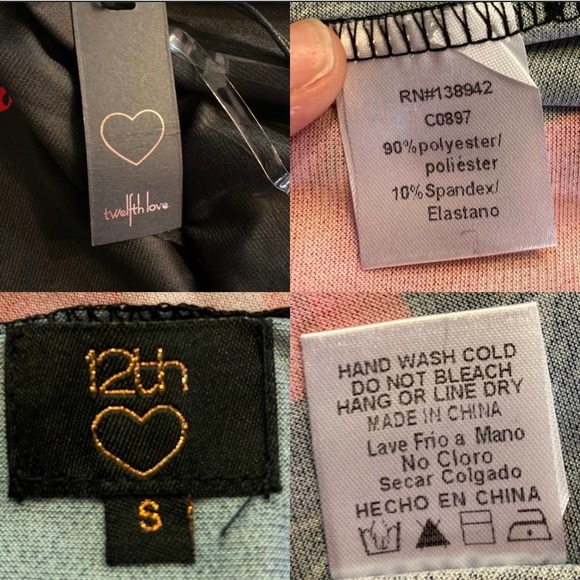 twelfth love
RN#138942
C0897
90%polyester/
poliéster
10%Spandex/
Elastano
12th
S
HAND WASH COLD
DO NOT BLEACH
HANG OR LINE DRY
MADE IN CHINA
Lave Frio a Mano
No Cloro
Secar Colgado
HECHO EN CHINA